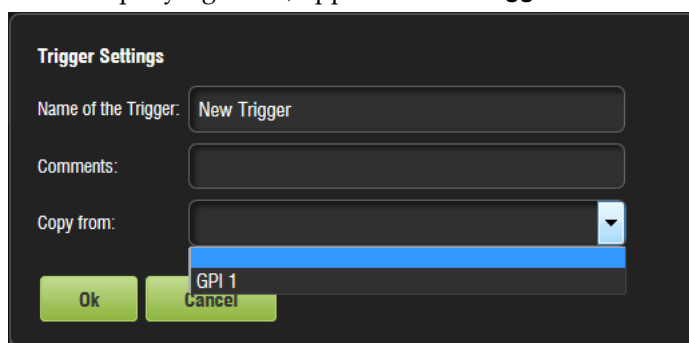 Trigger Settings
Name of the Trigger: New Trigger
Comments:
Copy from:
GPI 1
Ok Cancel